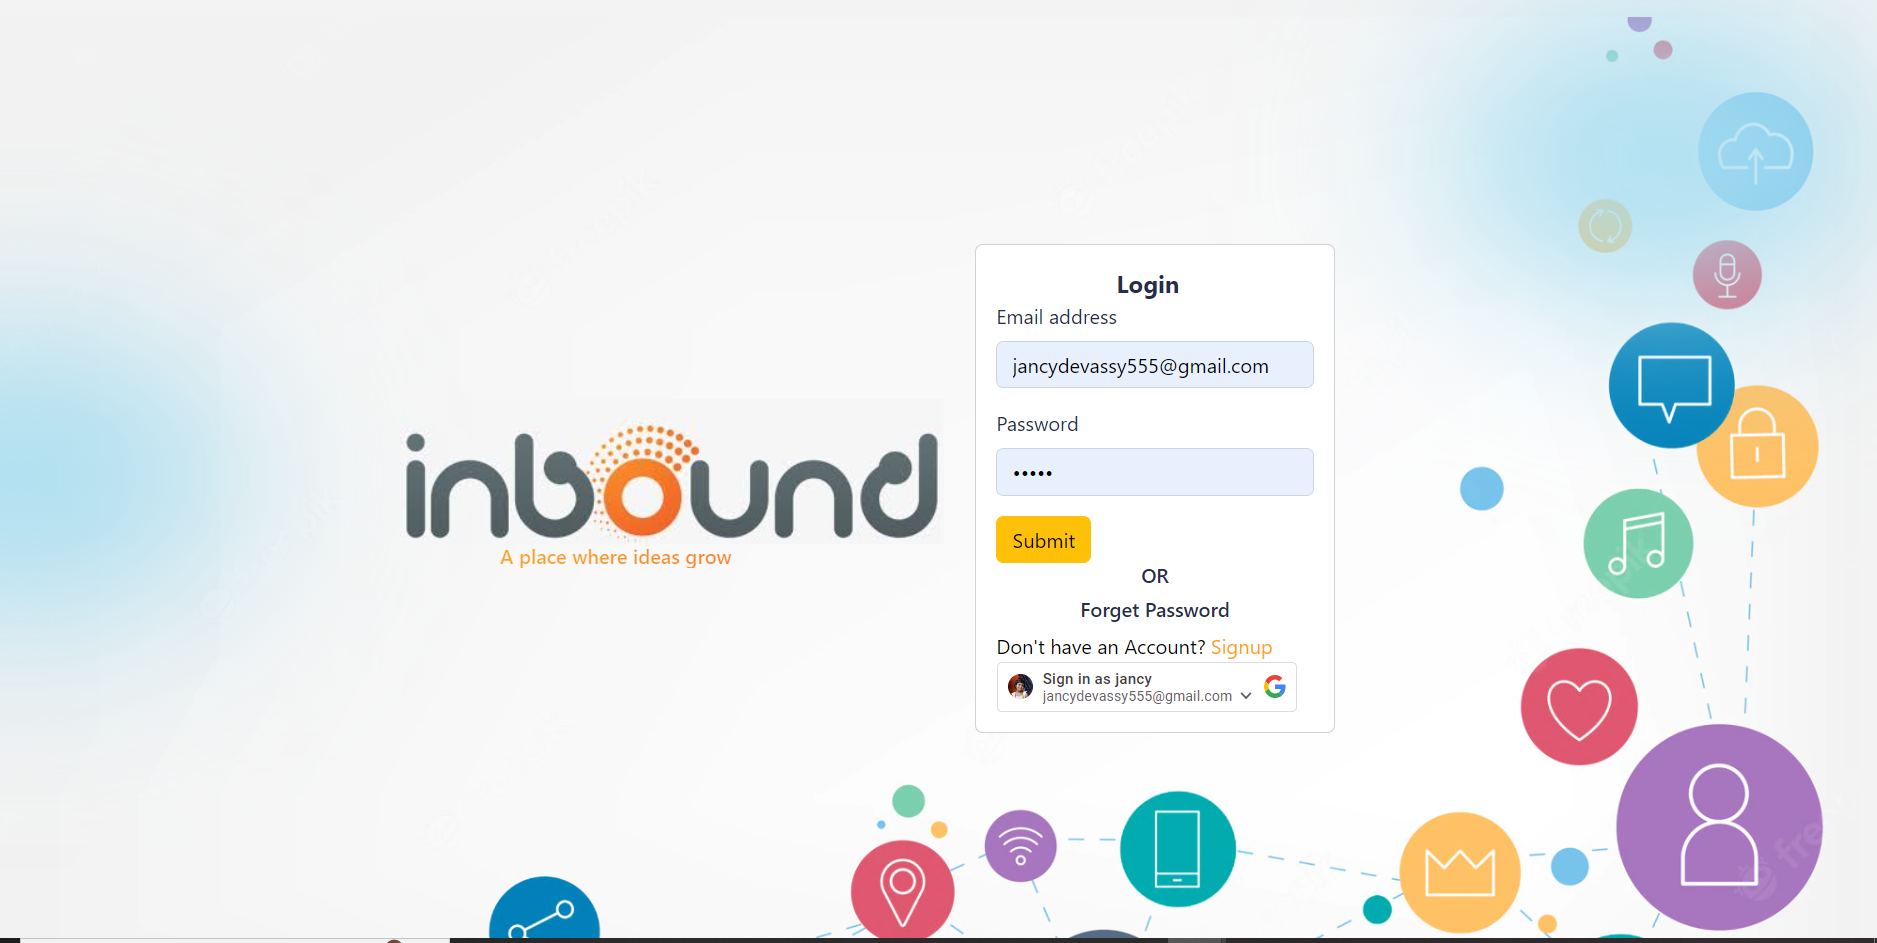 inbound
A place where ideas grow
Login
Email address
jancydevassy555@gmail.com
Password
•••••
Submit
OR
Forget Password
Don't have an Account? Signup
Sign in as jancy
jancydevassy555@gmail.com